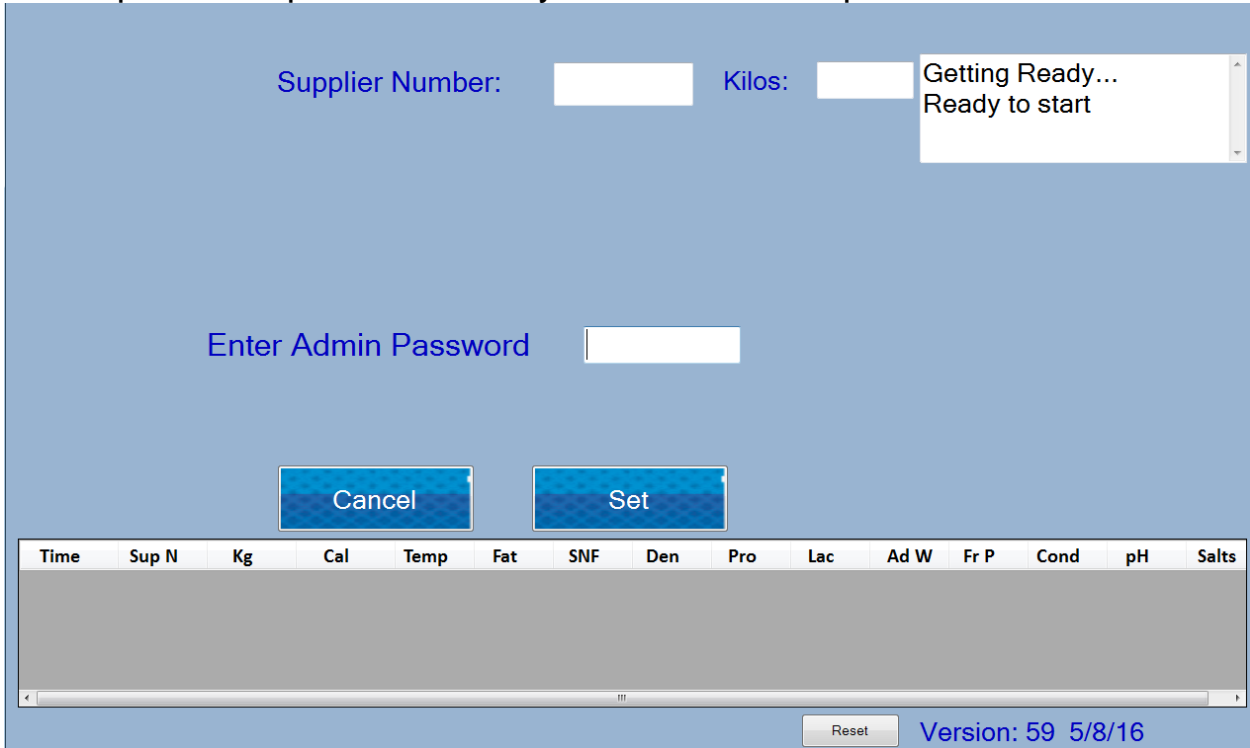 Supplier Number:
Kilos:
Getting Ready...
Ready to start
Enter Admin Password
Cancel
Set
Time Sup N Kg Cal Temp Fat SNF Den Pro Lac Ad W Fr P Cond pH Salts
Reset
Version: 59 5/8/16